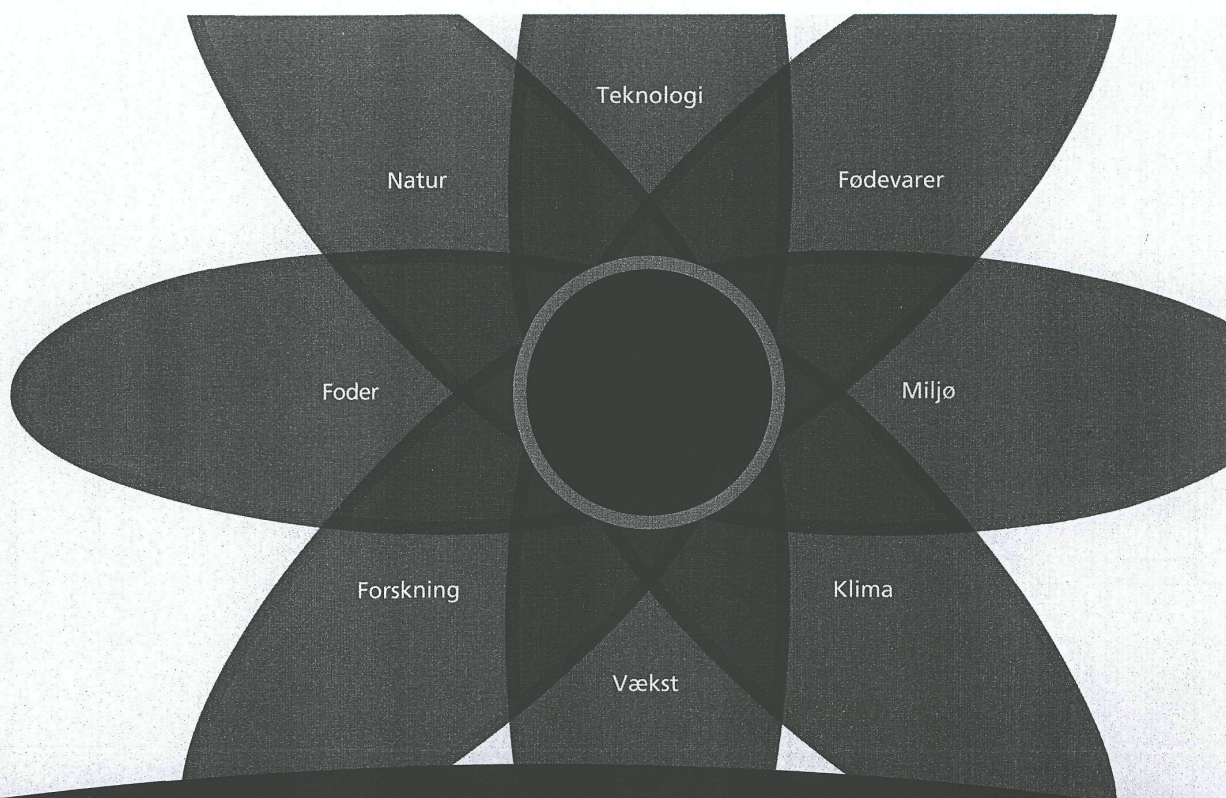 Teknologi
Natur
Fødevarer
Foder
Miljø
Forskning
Klima
Vækst